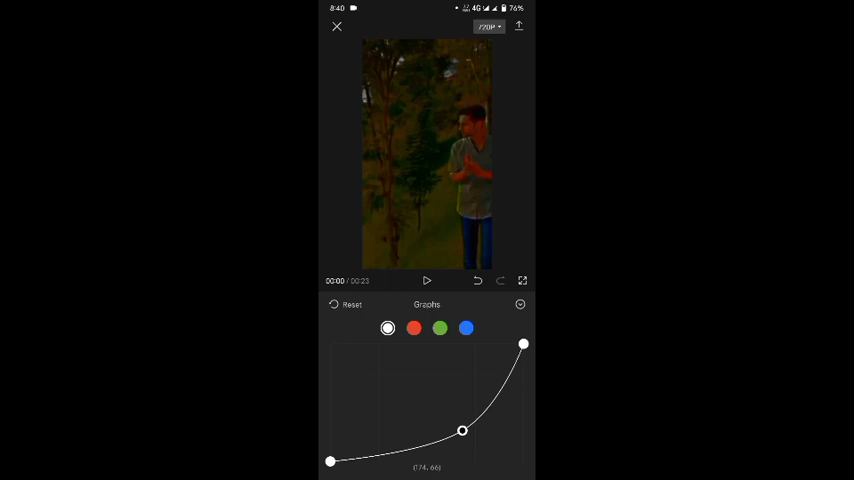 8:40 4G 76%
720P
00:00 / 00:23
Reset Graphs
(174, 66)